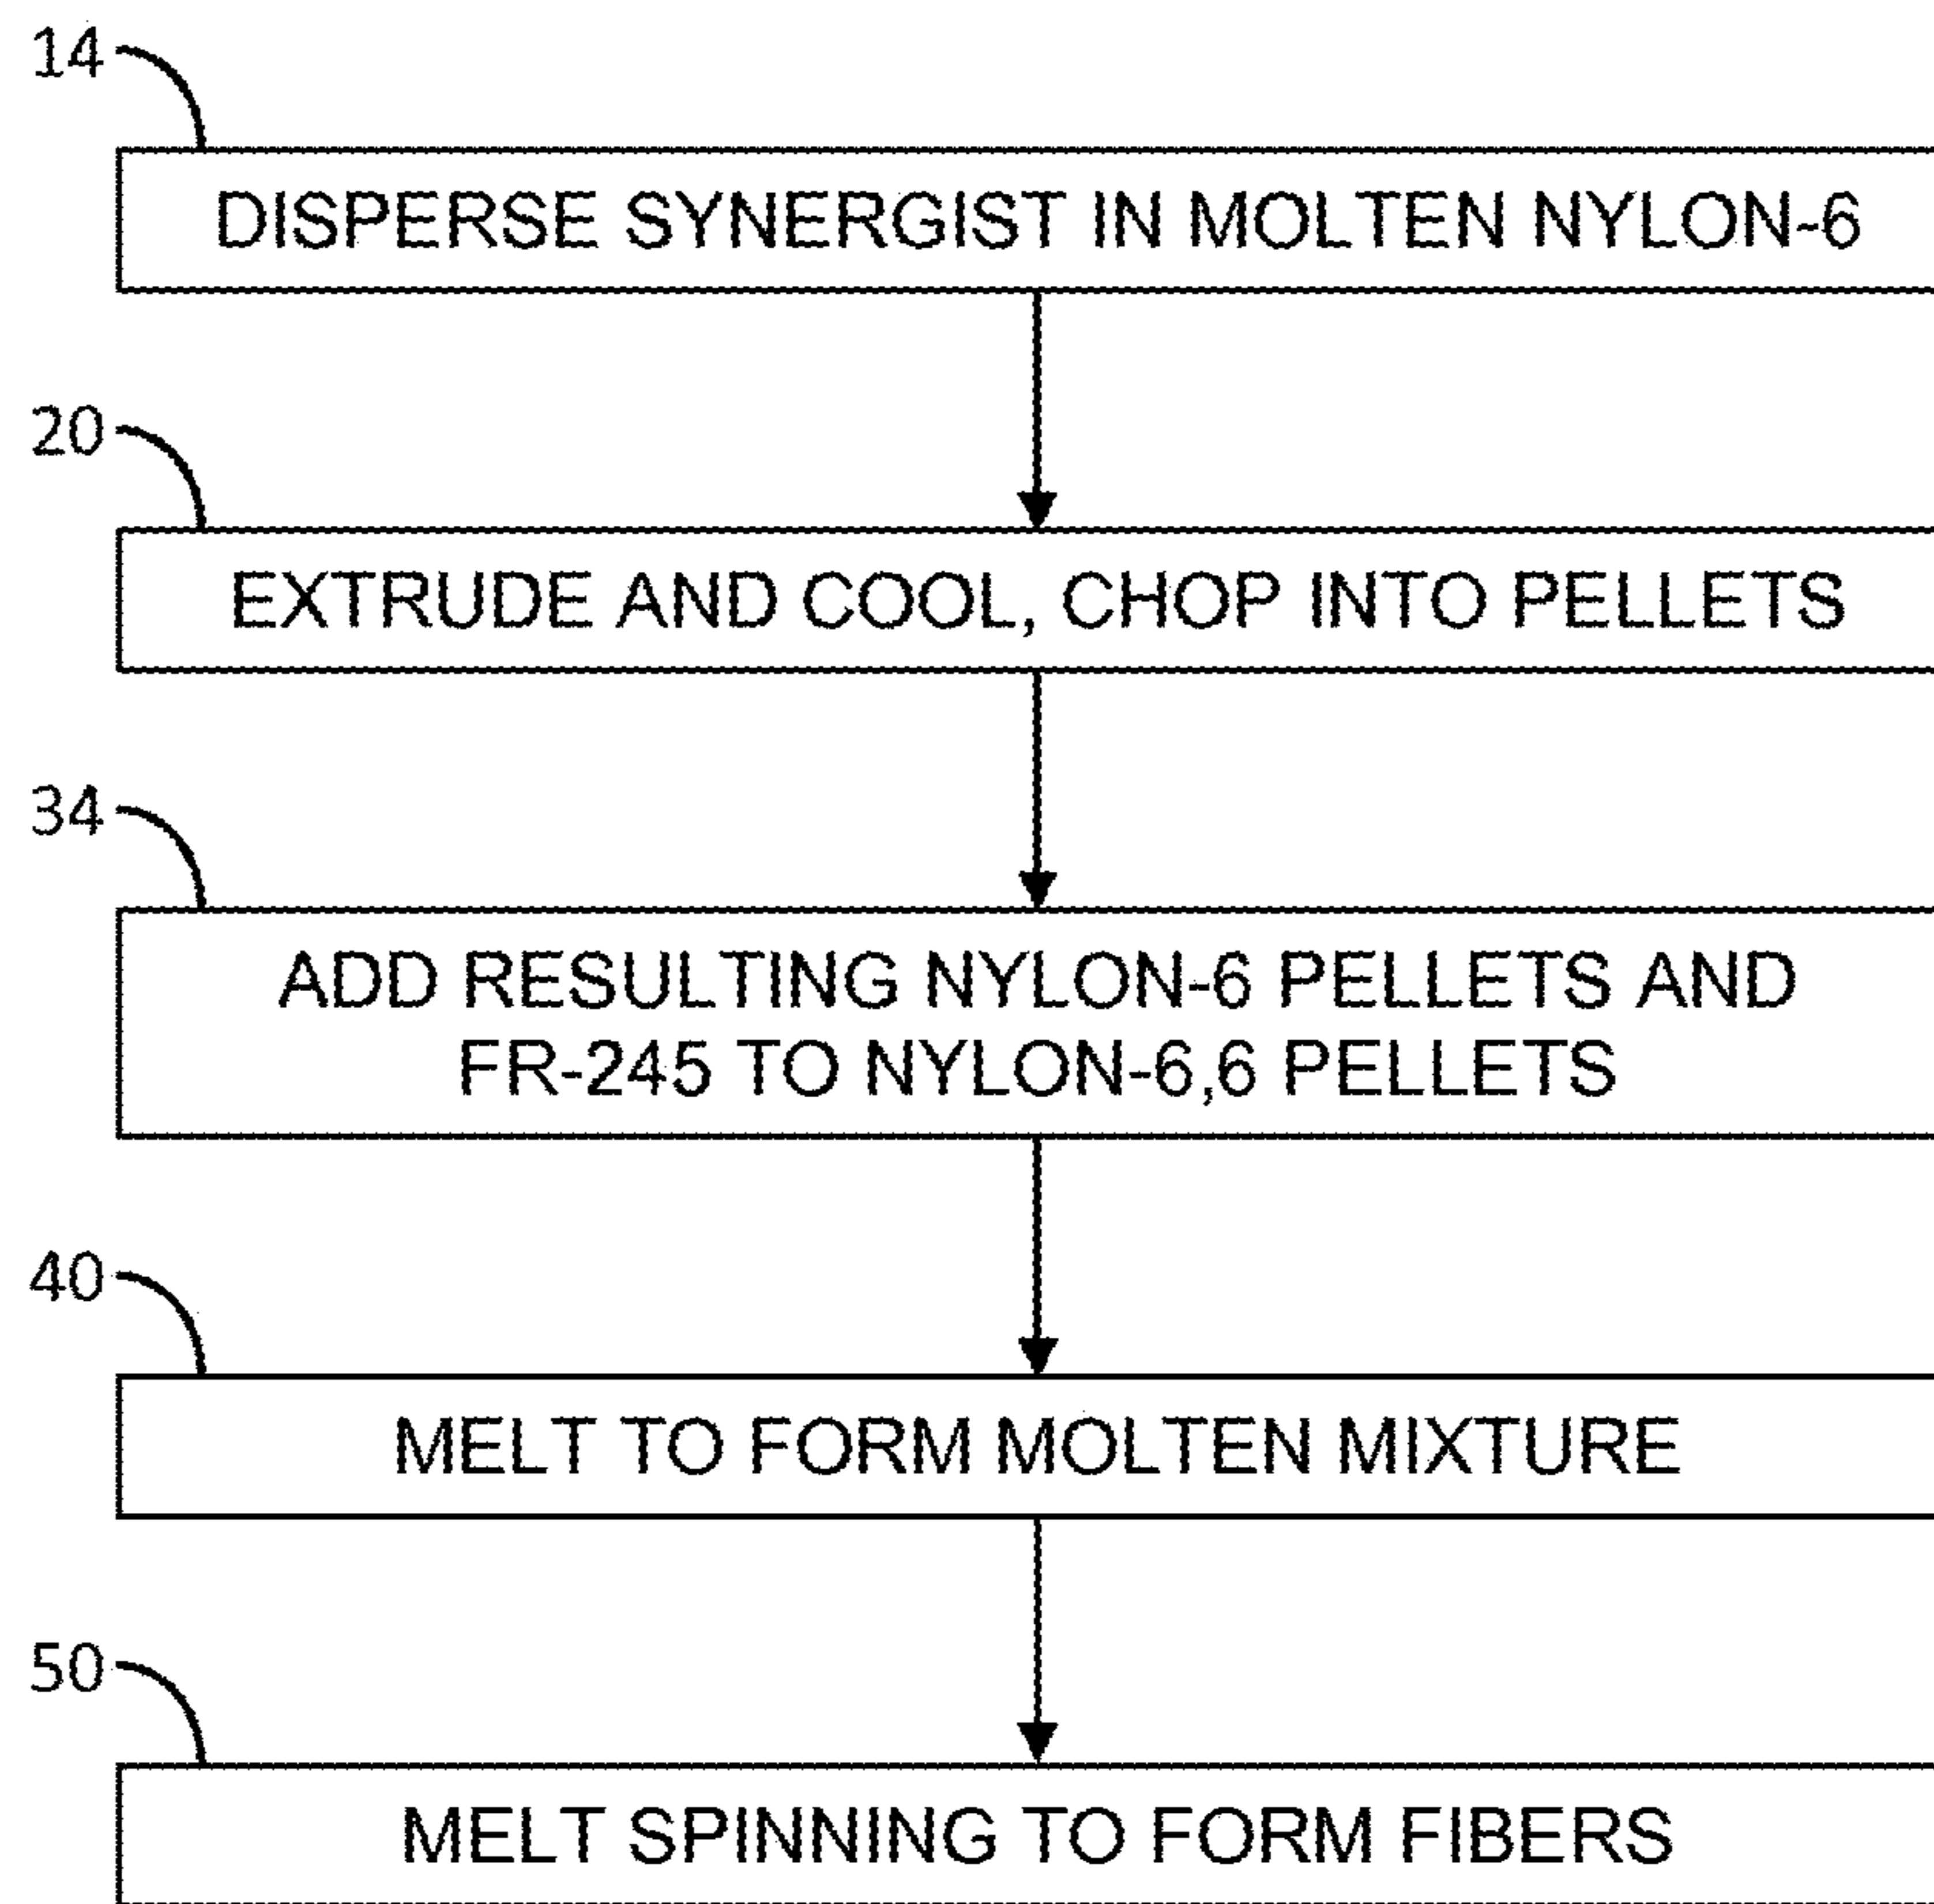 14
DISPERSE SYNERGIST IN MOLTEN NYLON-6
20
EXTRUDE AND COOL, CHOP INTO PELLETS
34
ADD RESULTING NYLON-6 PELLETS AND
FR-245 TO NYLON-6,6 PELLETS
40
MELT TO FORM MOLTEN MIXTURE
50
MELT SPINNING TO FORM FIBERS